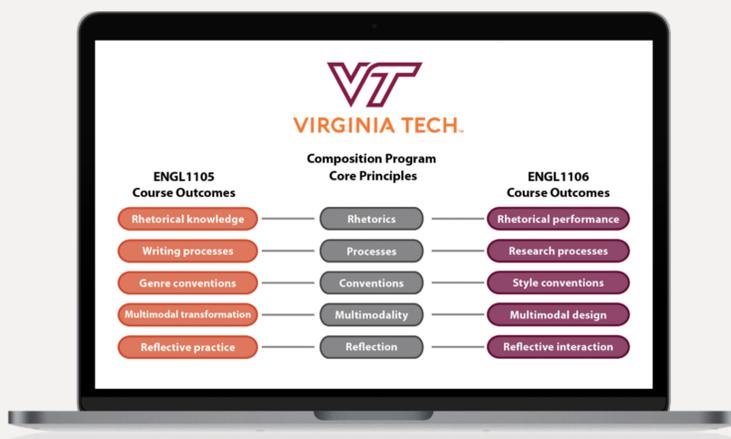 VT
VIRGINIA TECH™
Composition Program
Core Principles
ENGL1105
Course Outcomes
ENGL1106
Course Outcomes
Rhetorical knowledge
Rhetorics
Rhetorical performance
Writing processes
Processes
Research processes
Genre conventions
Conventions
Style conventions
Multimodal transformation
Multimodality
Multimodal design
Reflective practice
Reflection
Reflective interaction